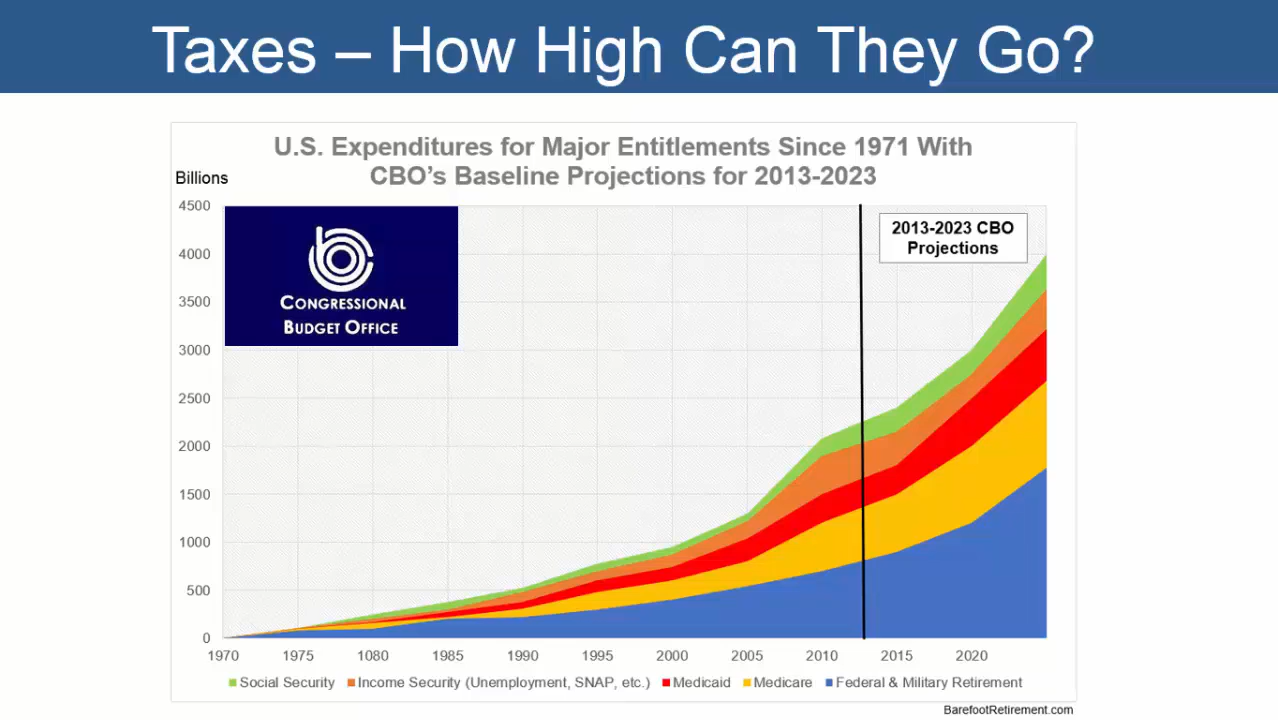 Taxes – How High Can They Go?
U.S. Expenditures for Major Entitlements Since 1971 With
CBO’s Baseline Projections for 2013-2023
Billions
4500
4000
3500
3000
2500
2000
1500
1000
500
0
CONGRESSIONAL
BUDGET OFFICE
2013-2023 CBO
Projections
1970 1975 1080 1985 1990 1995 2000 2005 2010 2015 2020
Social Security Income Security (Unemployment, SNAP, etc.) Medicaid Medicare Federal & Military Retirement
BarefootRetirement.com